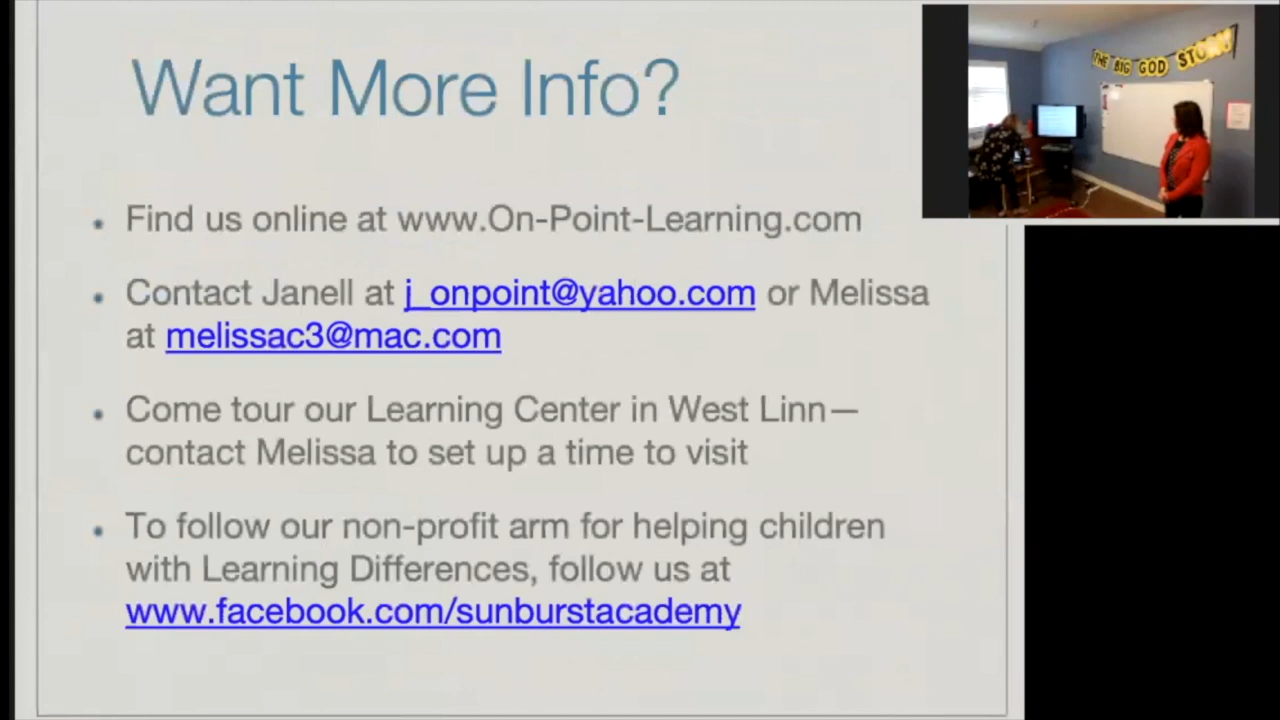 Want More Info?
THE BIG GOD STORY
Find us online at www.On-Point-Learning.com
Contact Janell at j_onpoint@yahoo.com or Melissa
at melissac3@mac.com
Come tour our Learning Center in West Linn—
contact Melissa to set up a time to visit
To follow our non-profit arm for helping children
with Learning Differences, follow us at
www.facebook.com/sunburstacademy